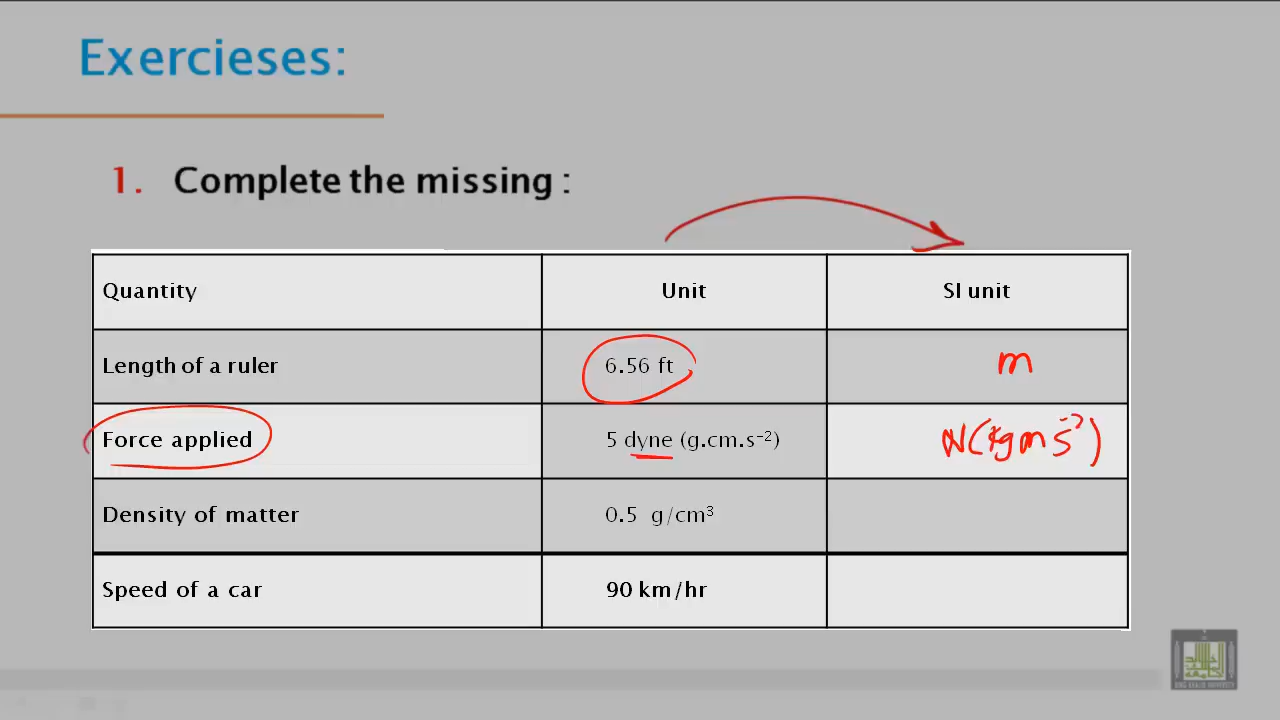 Exercieses:
1. Complete the missing :
Quantity Unit SI unit
Length of a ruler 6.56 ft m
Force applied 5 dyne (g.cm.s⁻²) N(kg m s⁻²)
Density of matter 0.5 g/cm³
Speed of a car 90 km/hr